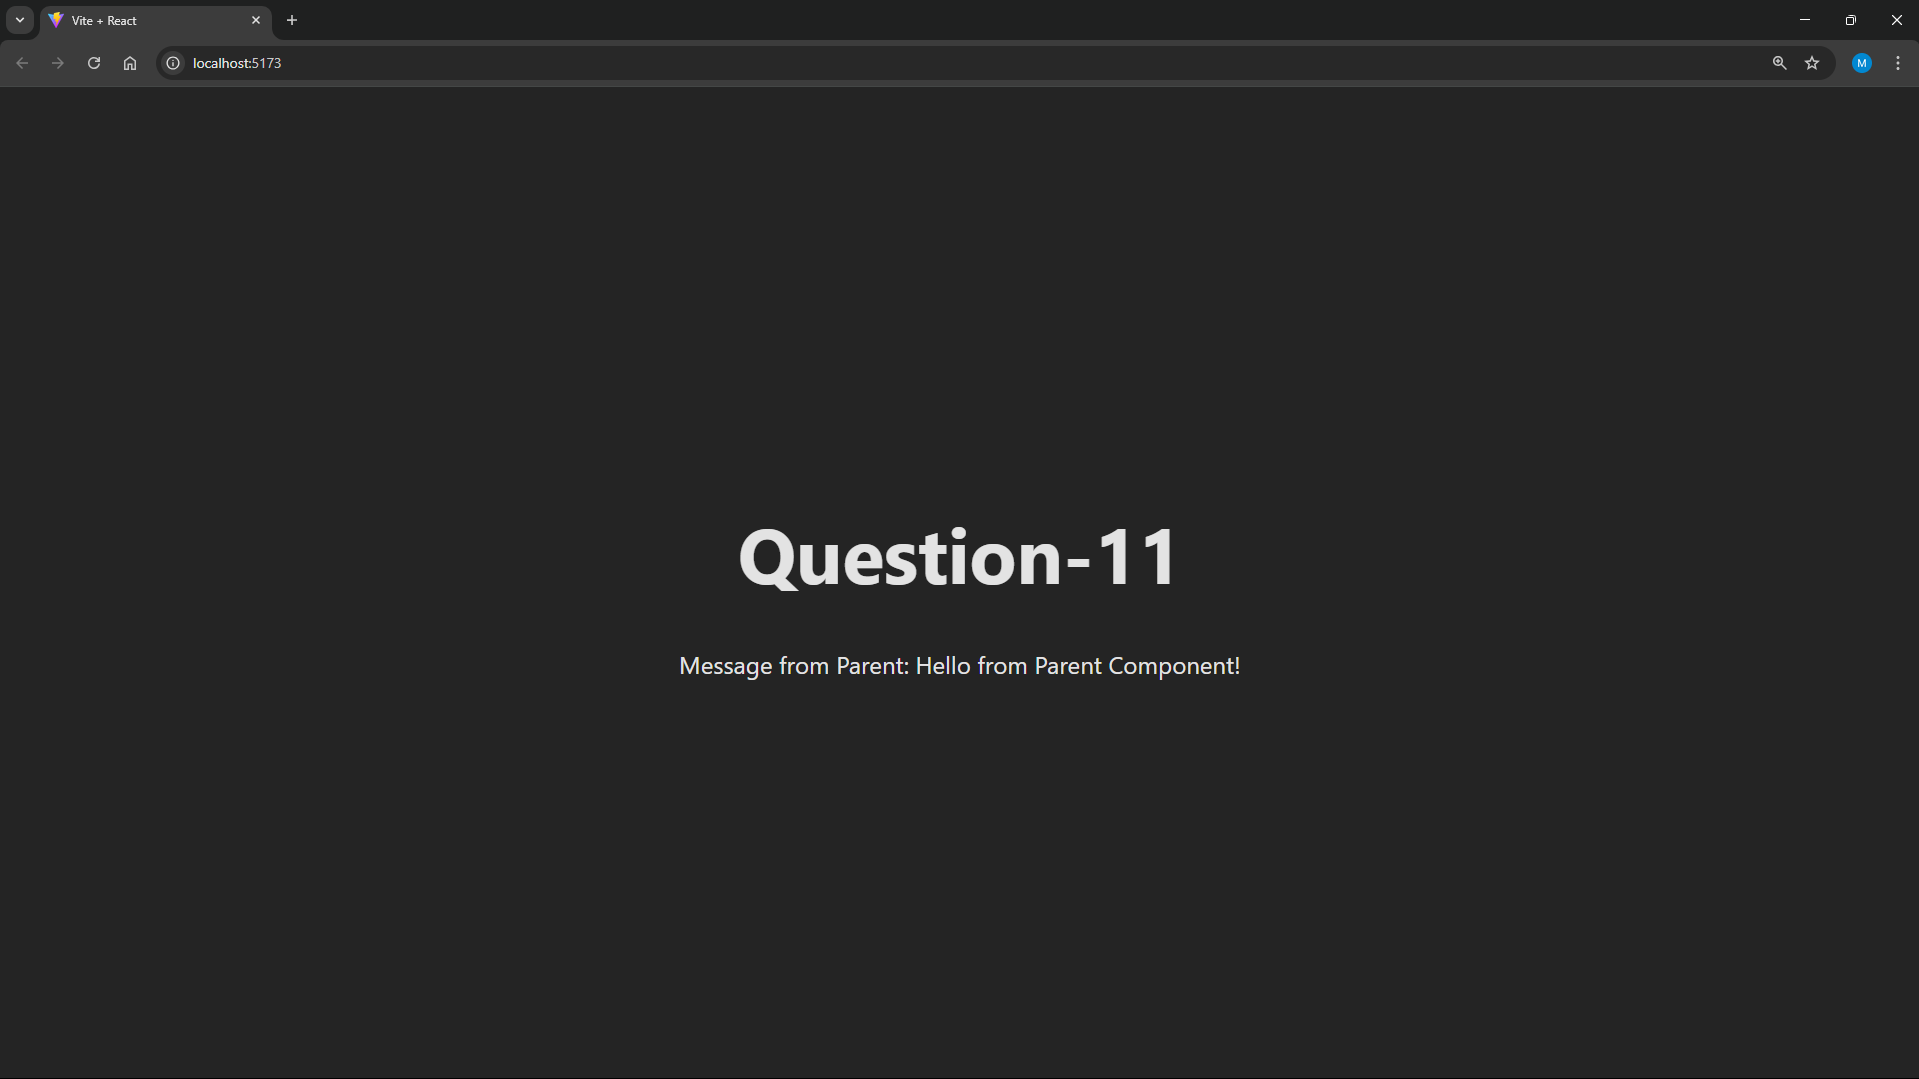 Vite + React
localhost:5173
M
Question-11
Message from Parent: Hello from Parent Component!